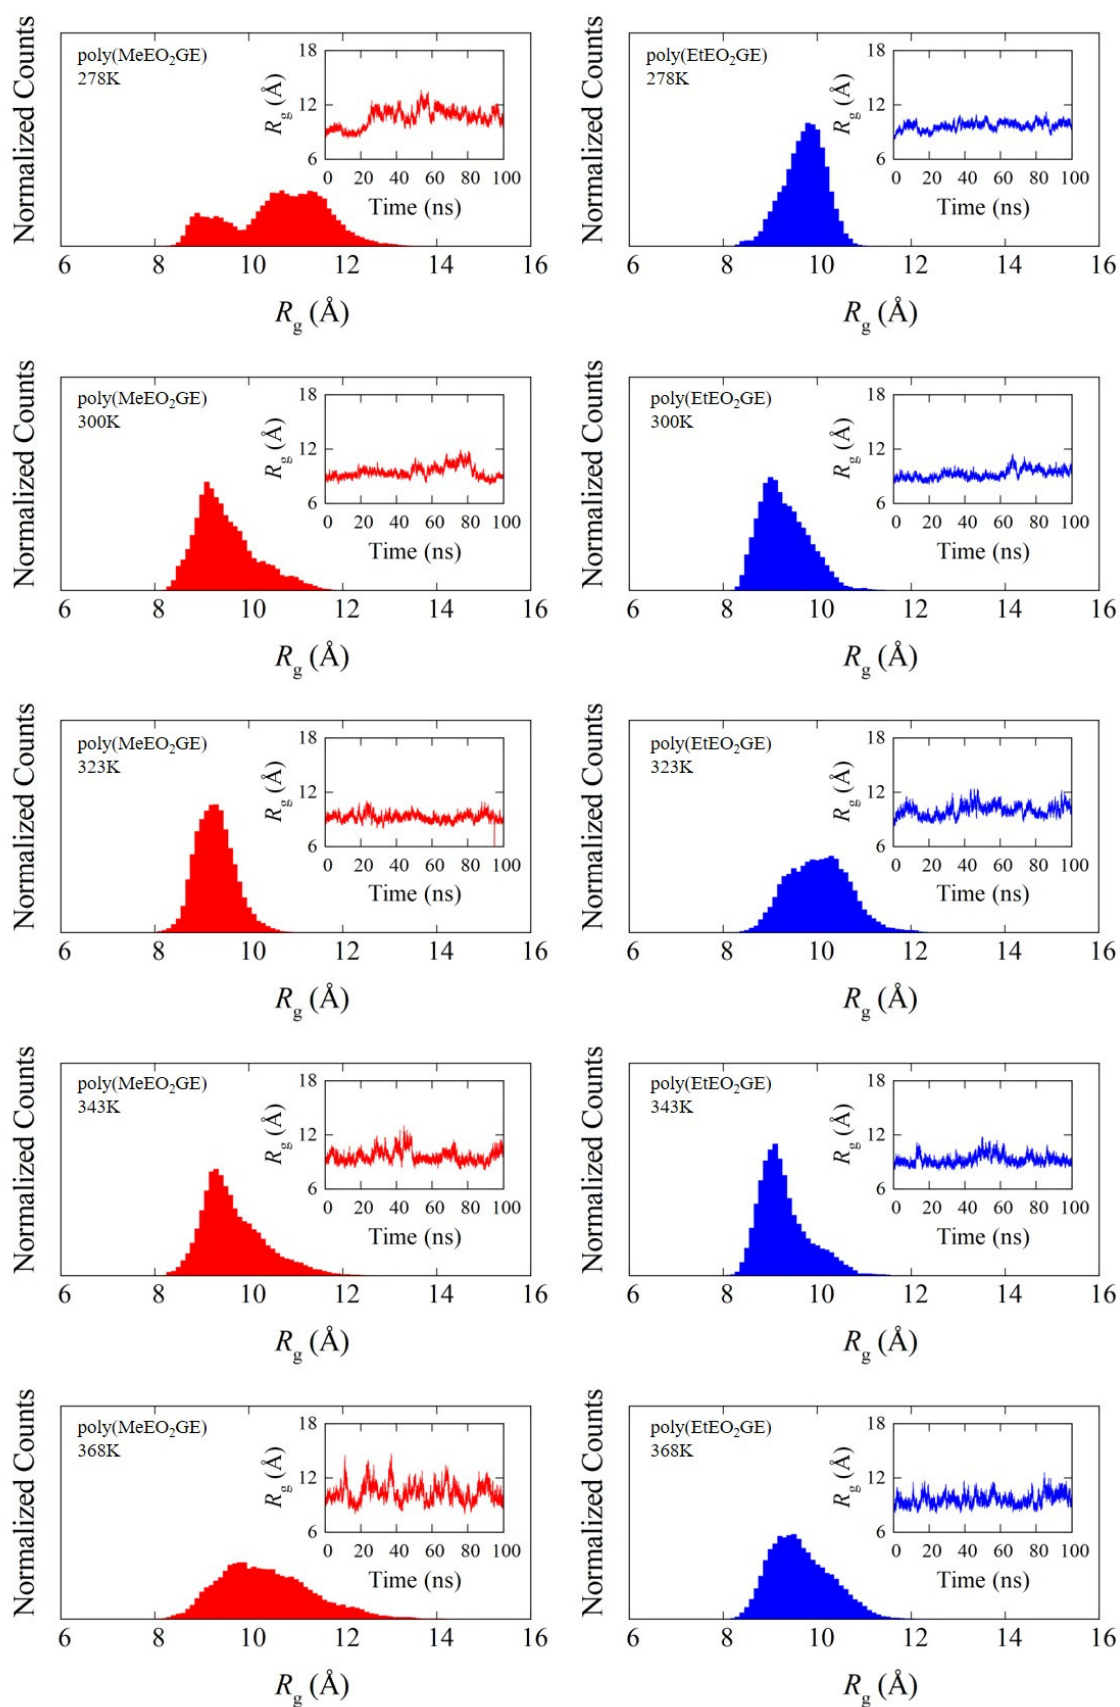 Normalized Counts
poly(MeEO₂GE)
278K
Rg (Å)
18
12
6
0 20 40 60 80 100
Time (ns)
6 8 10 12 14 16
Rg (Å)
Normalized Counts
poly(EtEO₂GE)
278K
Rg (Å)
18
12
6
0 20 40 60 80 100
Time (ns)
6 8 10 12 14 16
Rg (Å)
Normalized Counts
poly(MeEO₂GE)
300K
Rg (Å)
18
12
6
0 20 40 60 80 100
Time (ns)
6 8 10 12 14 16
Rg (Å)
Normalized Counts
poly(EtEO₂GE)
300K
Rg (Å)
18
12
6
0 20 40 60 80 100
Time (ns)
6 8 10 12 14 16
Rg (Å)
Normalized Counts
poly(MeEO₂GE)
323K
Rg (Å)
18
12
6
0 20 40 60 80 100
Time (ns)
6 8 10 12 14 16
Rg (Å)
Normalized Counts
poly(EtEO₂GE)
323K
Rg (Å)
18
12
6
0 20 40 60 80 100
Time (ns)
6 8 10 12 14 16
Rg (Å)
Normalized Counts
poly(MeEO₂GE)
343K
Rg (Å)
18
12
6
0 20 40 60 80 100
Time (ns)
6 8 10 12 14 16
Rg (Å)
Normalized Counts
poly(EtEO₂GE)
343K
Rg (Å)
18
12
6
0 20 40 60 80 100
Time (ns)
6 8 10 12 14 16
Rg (Å)
Normalized Counts
poly(MeEO₂GE)
368K
Rg (Å)
18
12
6
0 20 40 60 80 100
Time (ns)
6 8 10 12 14 16
Rg (Å)
Normalized Counts
poly(EtEO₂GE)
368K
Rg (Å)
18
12
6
0 20 40 60 80 100
Time (ns)
6 8 10 12 14 16
Rg (Å)